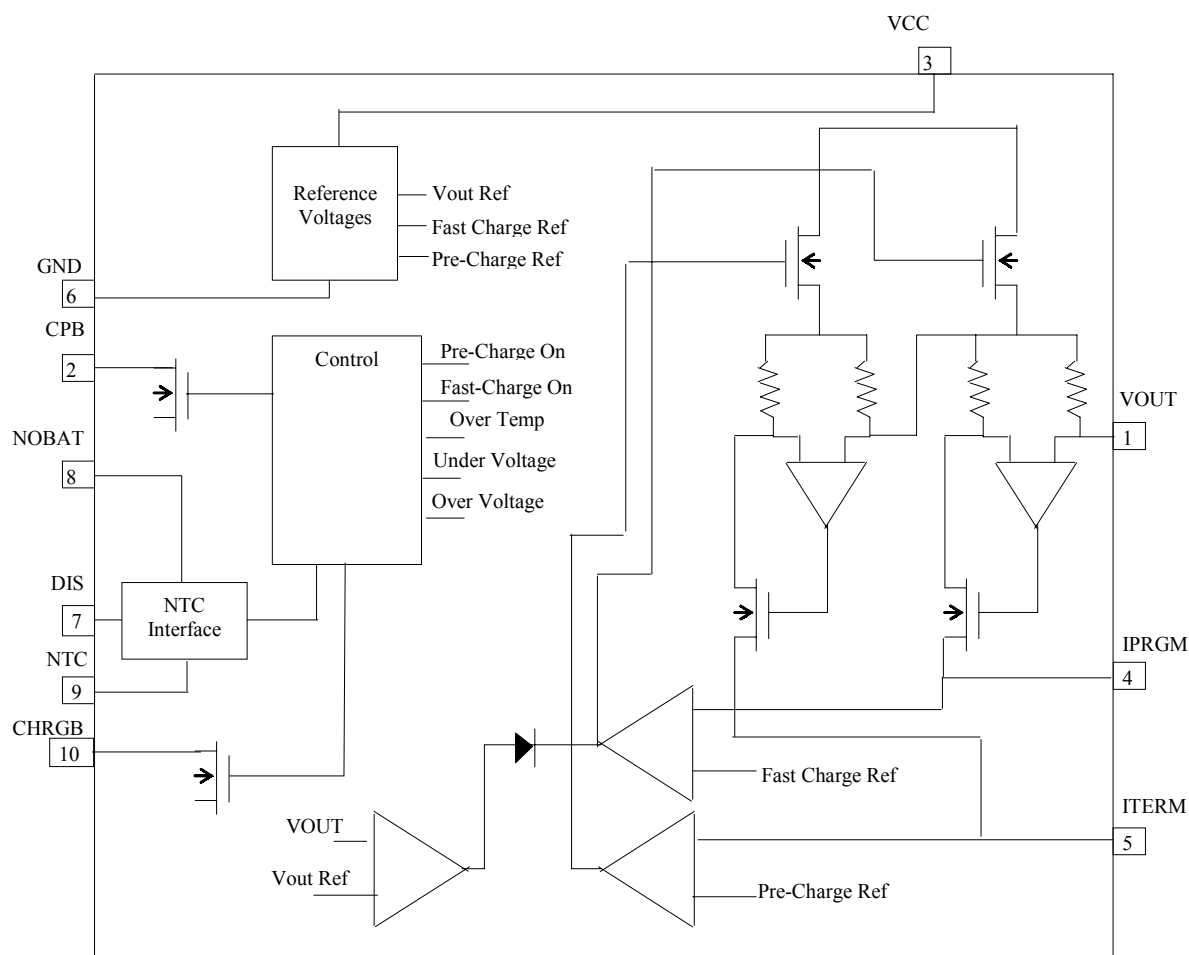 VCC
3
Reference
Voltages
Vout Ref
Fast Charge Ref
Pre-Charge Ref
GND
6
CPB
2
Control
Pre-Charge On
Fast-Charge On
Over Temp
Under Voltage
Over Voltage
NOBAT
8
DIS
7
NTC
Interface
NTC
9
CHRGB
10
VOUT
1
IPRGM
4
Fast Charge Ref
ITERM
5
VOUT
Vout Ref
Pre-Charge Ref